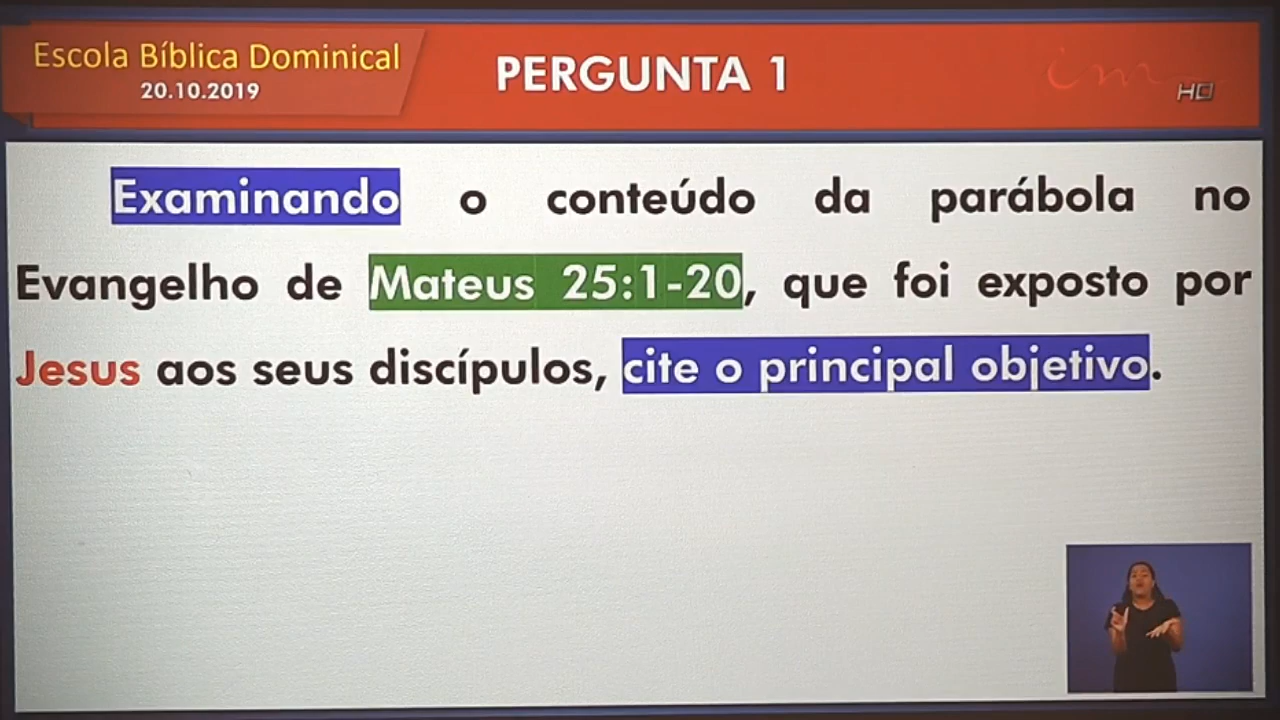 Escola Bíblica Dominical
20.10.2019
PERGUNTA 1
im
HD
Examinando o conteúdo da parábola no
Evangelho de Mateus 25:1-20, que foi exposto por
Jesus aos seus discípulos, cite o principal objetivo.